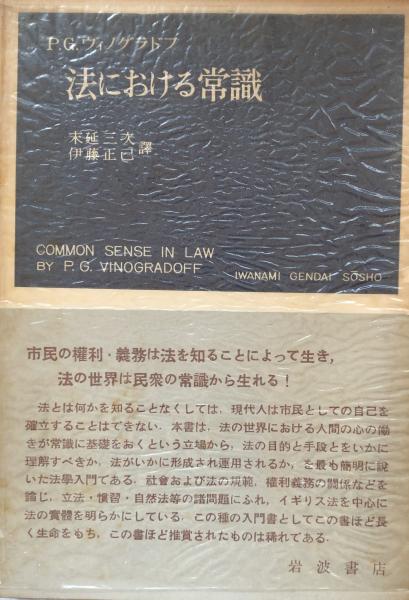 P.G.ヴィノグラドフ
法における常識
末延三次
伊藤正己 譯
COMMON SENSE IN LAW
BY P. G. VINOGRADOFF
IWANAMI GENDAI SŌSHO
市民の權利・義務は法を知ることによって生き,
法の世界は民衆の常識から生れる！
法とは何かを知ることなくしては, 現代人は市民としての自己を
確立することはできない. 本書は, 法の世界における人間の心の働
きが常識に基礎をおくという立場から, 法の目的と手段とをいかに
理解すべきか, 法がいかに形成され運用されるか, を最も簡明に説
いた法學入門である. 社會および法の規範, 權利義務の関係などを
論じ, 立法・慣習・自然法等の諸問題にふれ, イギリス法を中心に
法の實體を明らかにしている. この種の入門書としてこの書ほど長
く生命をもち, この書ほど推賞されたものは稀れである.
岩波書店